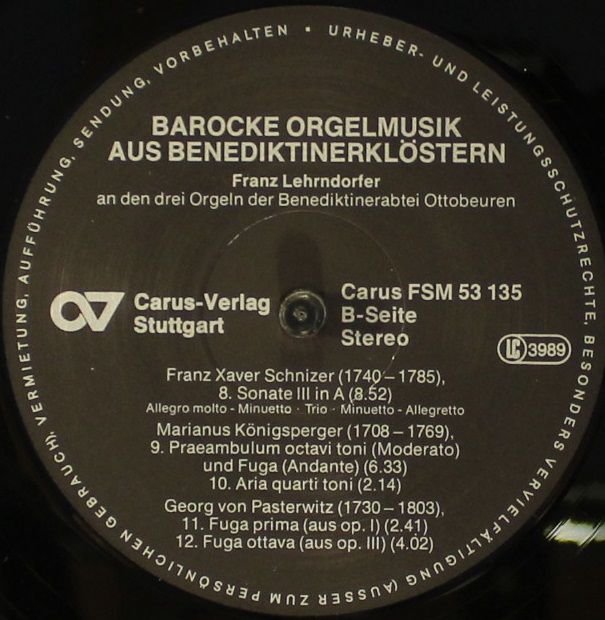 URHEBER- UND LEISTUNGSSCHUTZRECHTE, BESONDERS VERVIELFÄLTIGUNG (AUSSER ZUM PERSÖNLICHEN GEBRAUCH), VERMIETUNG, AUFFÜHRUNG, SENDUNG, VORBEHALTEN •
BAROCKE ORGELMUSIK
AUS BENEDIKTINERKLÖSTERN
Franz Lehrndorfer
an den drei Orgeln der Benediktinerabtei Ottobeuren
Carus-Verlag
Stuttgart
Carus FSM 53 135
B-Seite
Stereo
LC 3989
Franz Xaver Schnizer (1740–1785),
8. Sonate III in A (8.52)
Allegro molto - Minuetto · Trio · Minuetto - Allegretto
Marianus Königsperger (1708–1769),
9. Praeambulum octavi toni (Moderato)
und Fuga (Andante) (6.33)
10. Aria quarti toni (2.14)
Georg von Pasterwitz (1730–1803),
11. Fuga prima (aus op. I) (2.41)
12. Fuga ottava (aus op. III) (4.02)